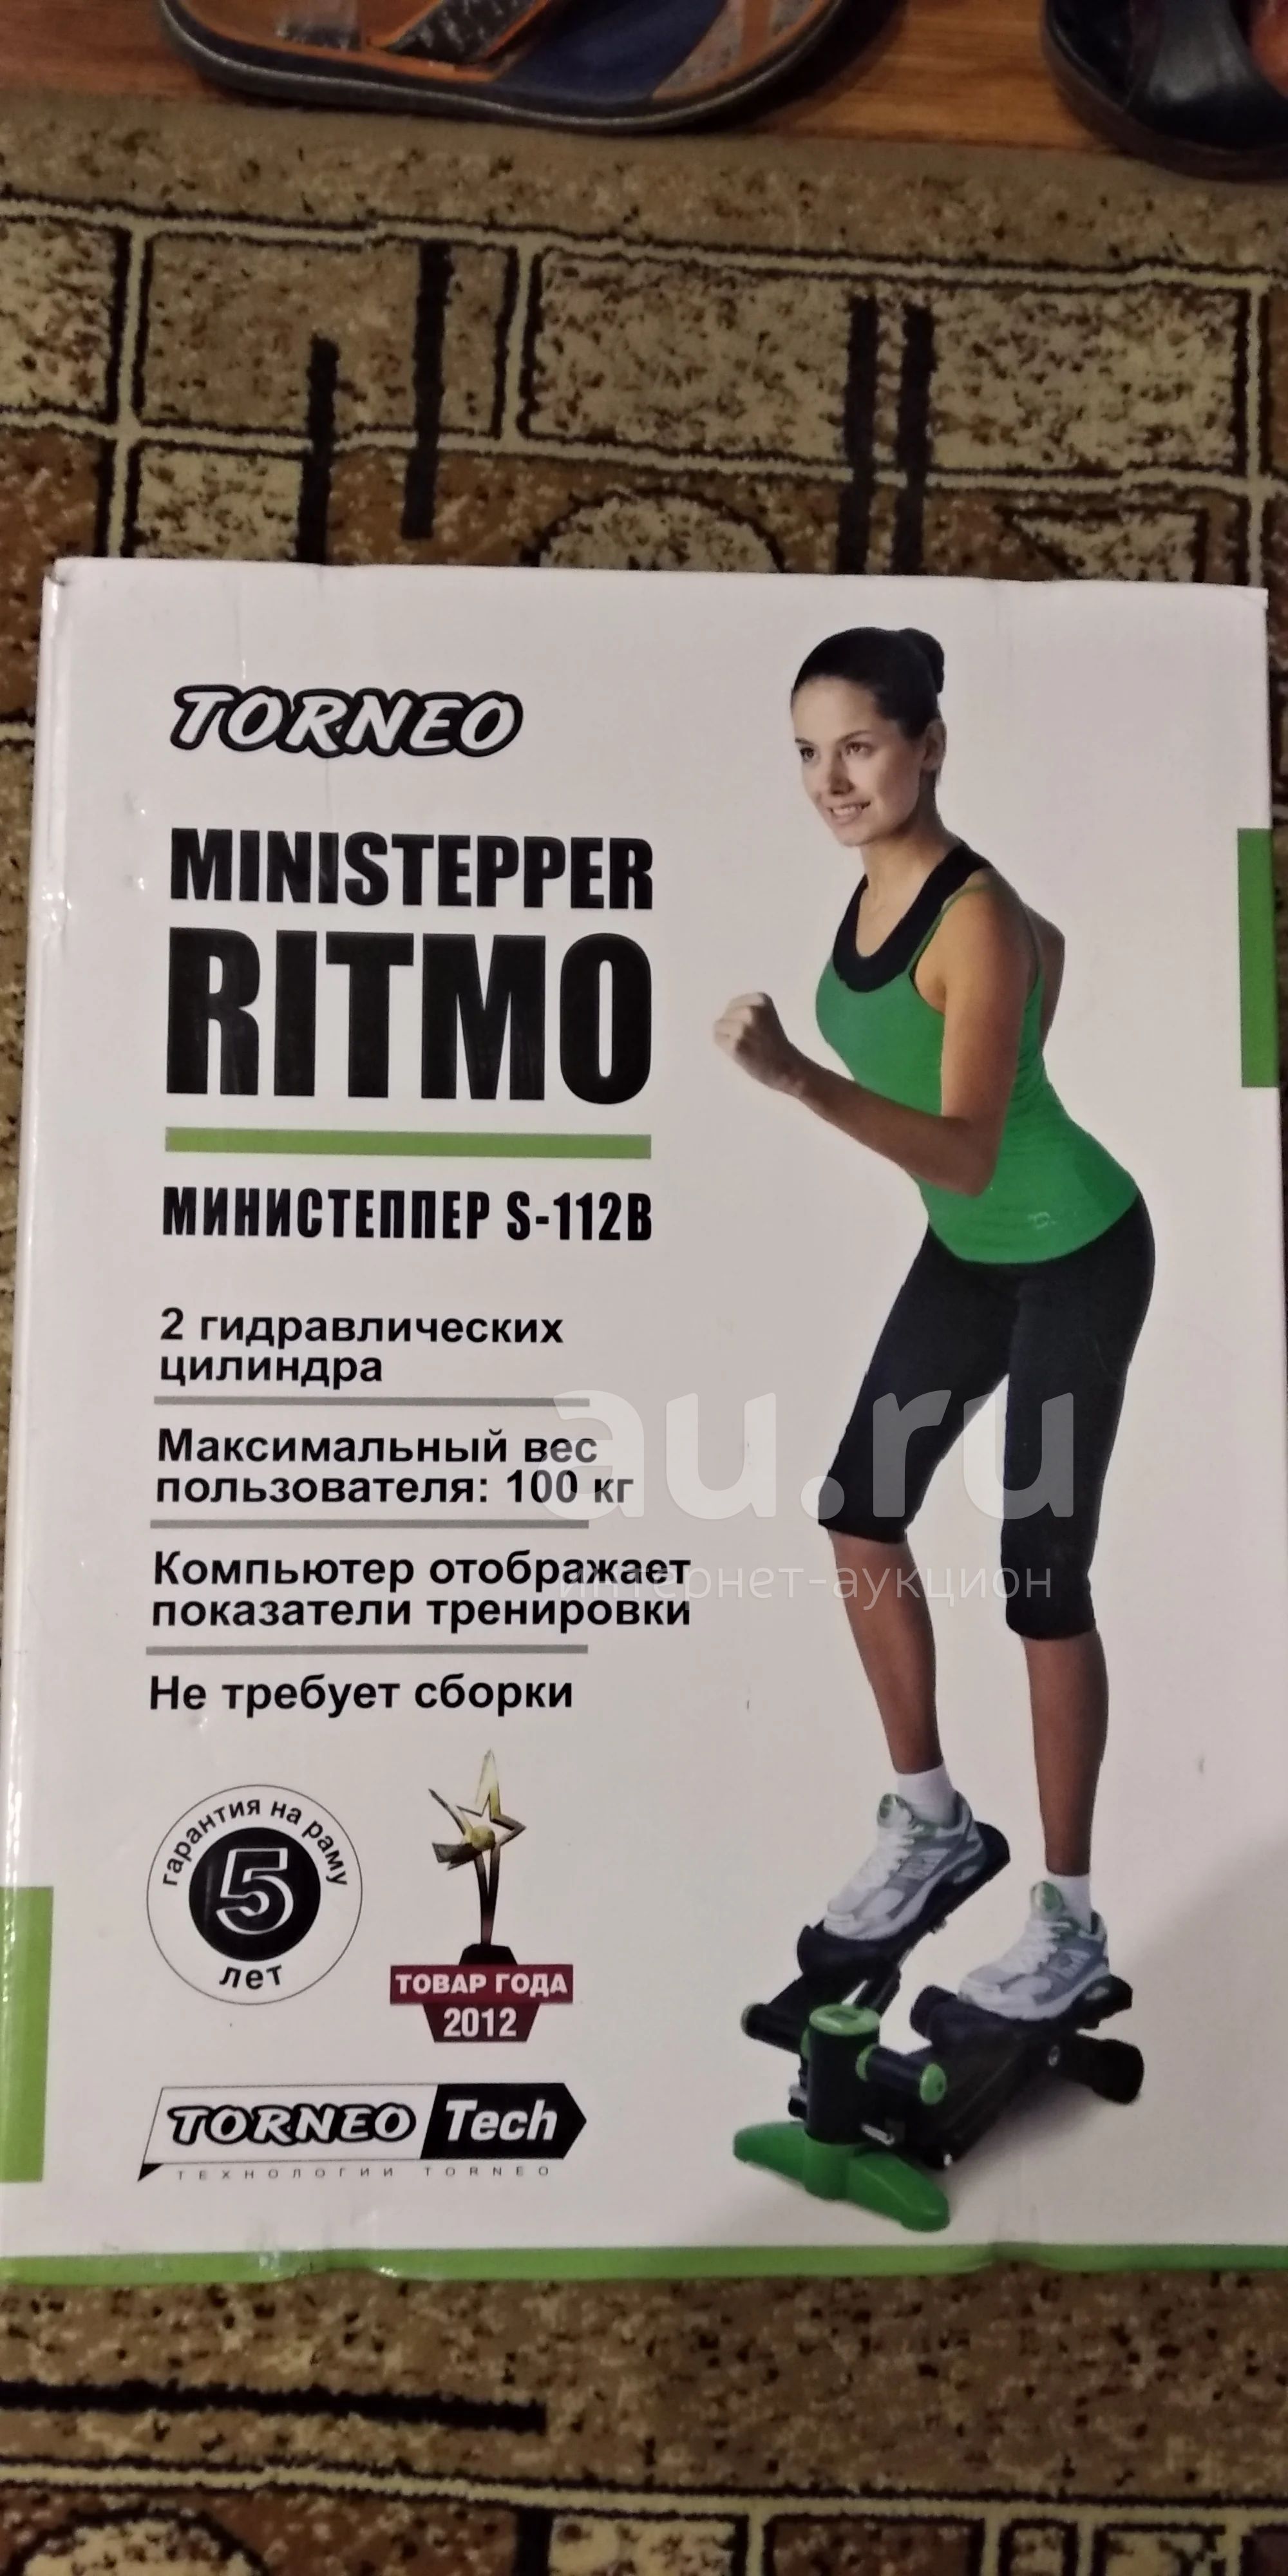 TORNEO
MINISTEPPER
RITMO
МИНИСТЕППЕР S-112B
2 гидравлических
цилиндра
Максимальный вес
пользователя: 100 кг
Компьютер отображает
показатели тренировки
Не требует сборки
гарантия на раму
5
лет
ТОВАР ГОДА
2012
TORNEO Tech
ТЕХНОЛОГИИ TORNEO
au.ru
интернет-аукцион